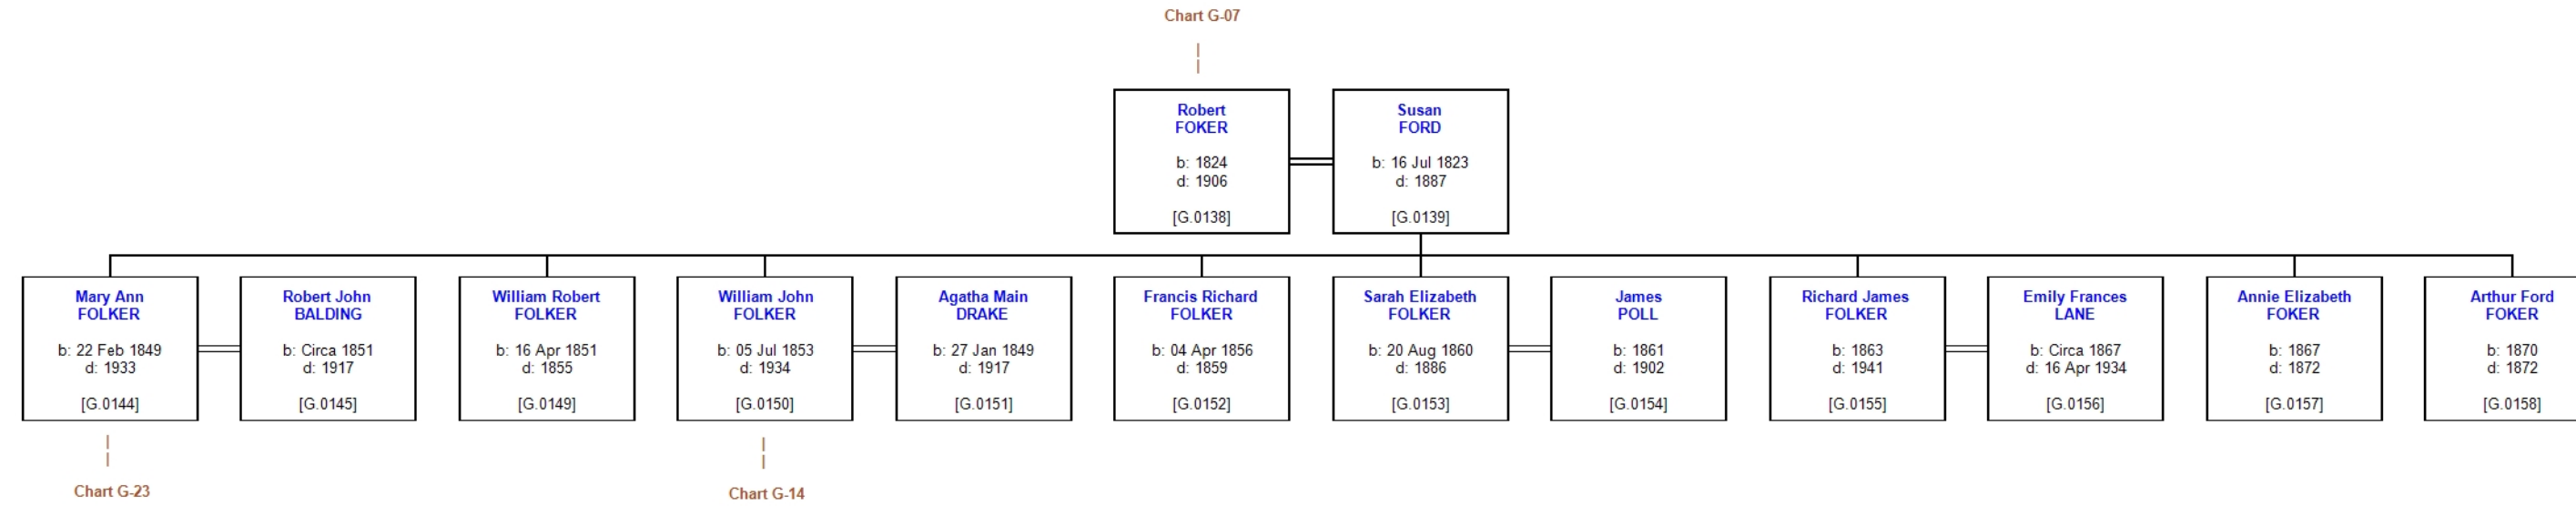 Chart G-07
Robert
FOKER
b: 1824
d: 1906
[G.0138]
Susan
FORD
b: 16 Jul 1823
d: 1887
[G.0139]
Mary Ann
FOLKER
b: 22 Feb 1849
d: 1933
[G.0144]
Robert John
BALDING
b: Circa 1851
d: 1917
[G.0145]
William Robert
FOLKER
b: 16 Apr 1851
d: 1855
[G.0149]
William John
FOLKER
b: 05 Jul 1853
d: 1934
[G.0150]
Agatha Main
DRAKE
b: 27 Jan 1849
d: 1917
[G.0151]
Francis Richard
FOLKER
b: 04 Apr 1856
d: 1859
[G.0152]
Sarah Elizabeth
FOLKER
b: 20 Aug 1860
d: 1886
[G.0153]
James
POLL
b: 1861
d: 1902
[G.0154]
Richard James
FOLKER
b: 1863
d: 1941
[G.0155]
Emily Frances
LANE
b: Circa 1867
d: 16 Apr 1934
[G.0156]
Annie Elizabeth
FOKER
b: 1867
d: 1872
[G.0157]
Arthur Ford
FOKER
b: 1870
d: 1872
[G.0158]
Chart G-23
Chart G-14